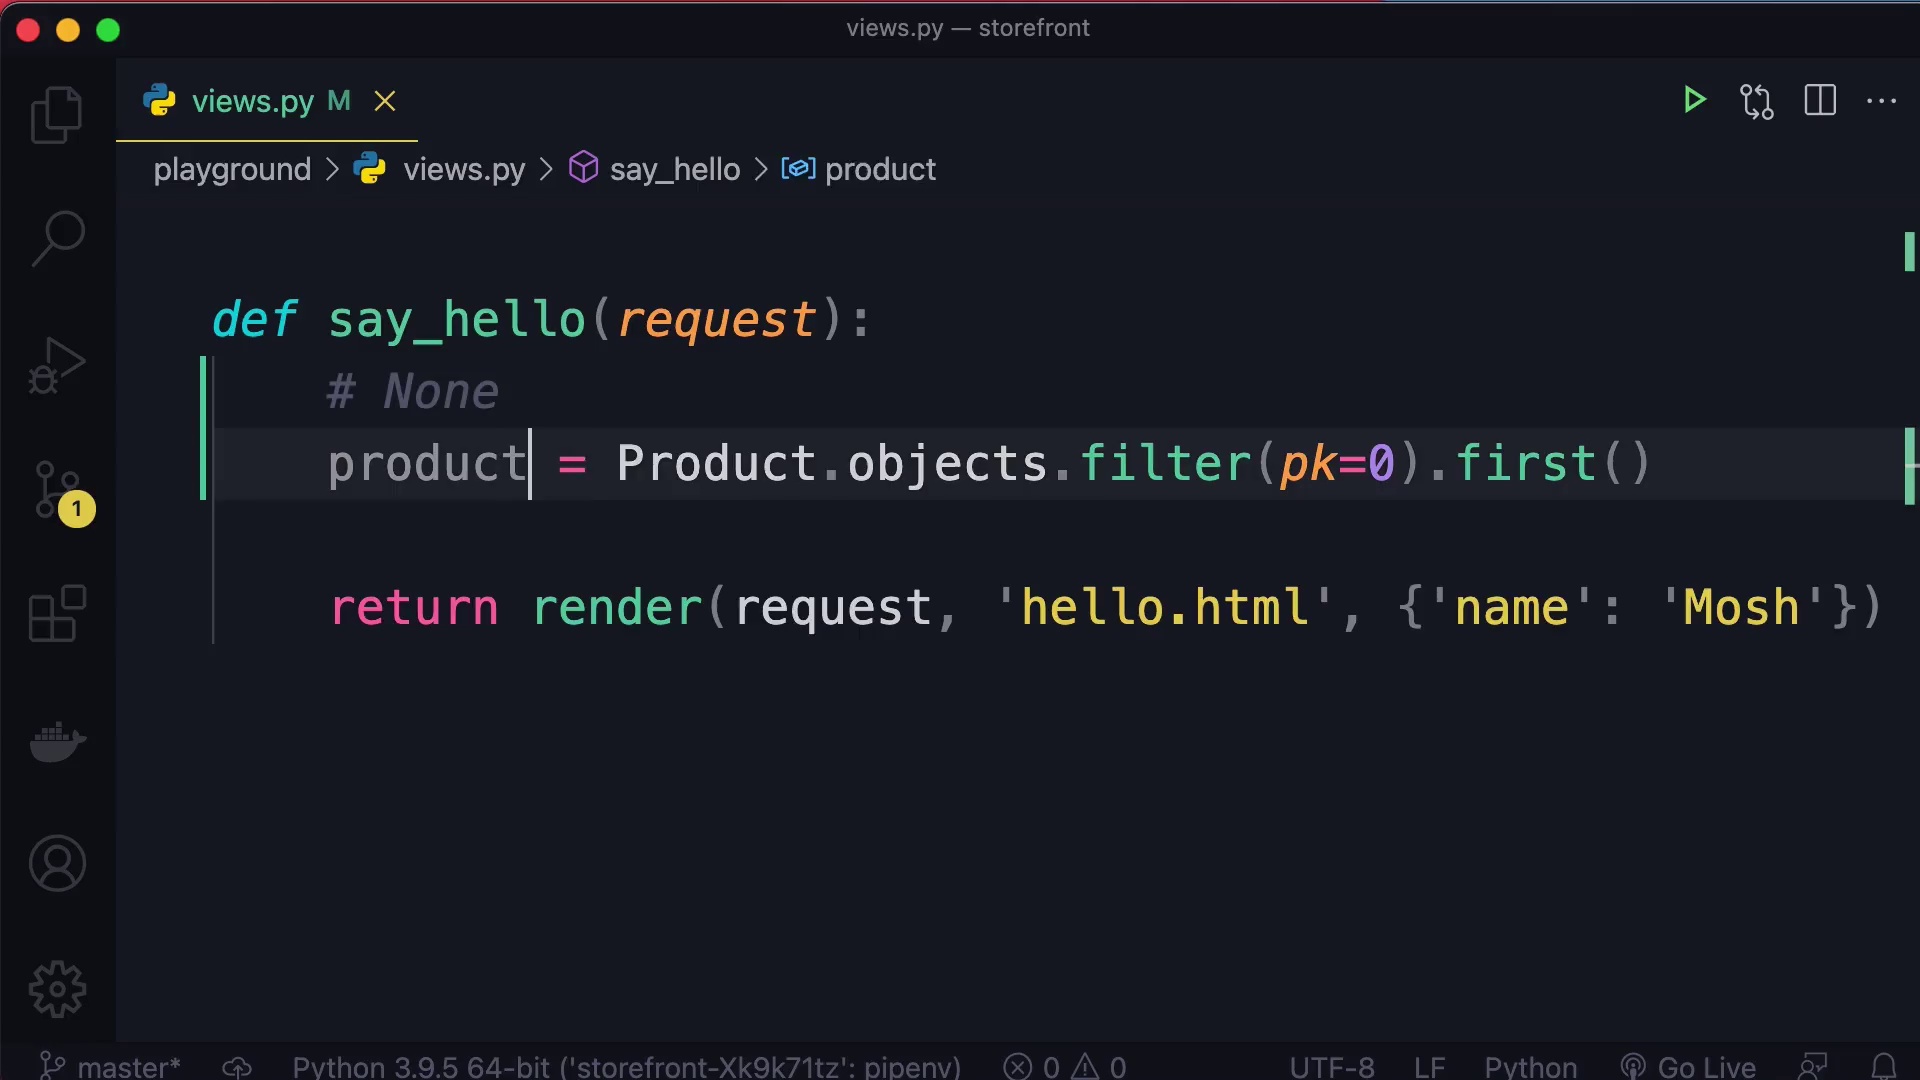 views.py — storefront
views.py M
playground > views.py > say_hello > product
def say_hello(request):
# None
product = Product.objects.filter(pk=0).first()
return render(request, 'hello.html', {'name': 'Mosh'})
1
master* Python 3.9.5 64-bit ('storefront-Xk9k71tz': pipenv) 0 0 UTF-8 LF Python Go Live